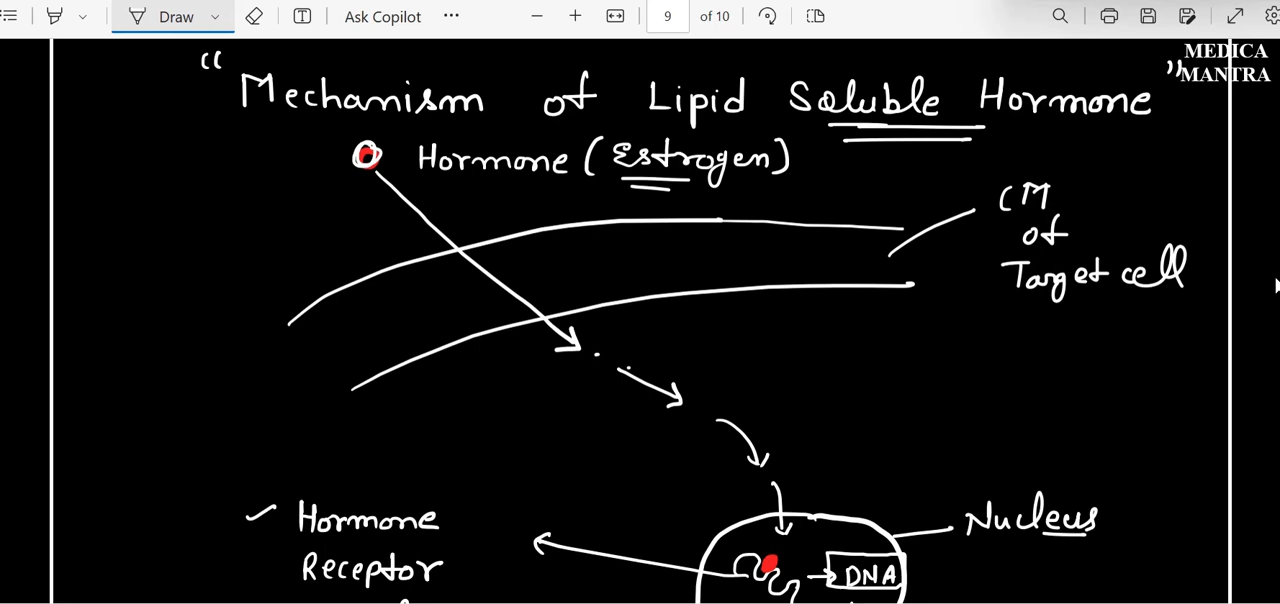 Draw
Ask Copilot
9 of 10
MEDICA
MANTRA
"Mechanism of Lipid Soluble Hormone"
Hormone (Estrogen)
CM
of
Target cell
Hormone
Receptor
Nucleus
DNA